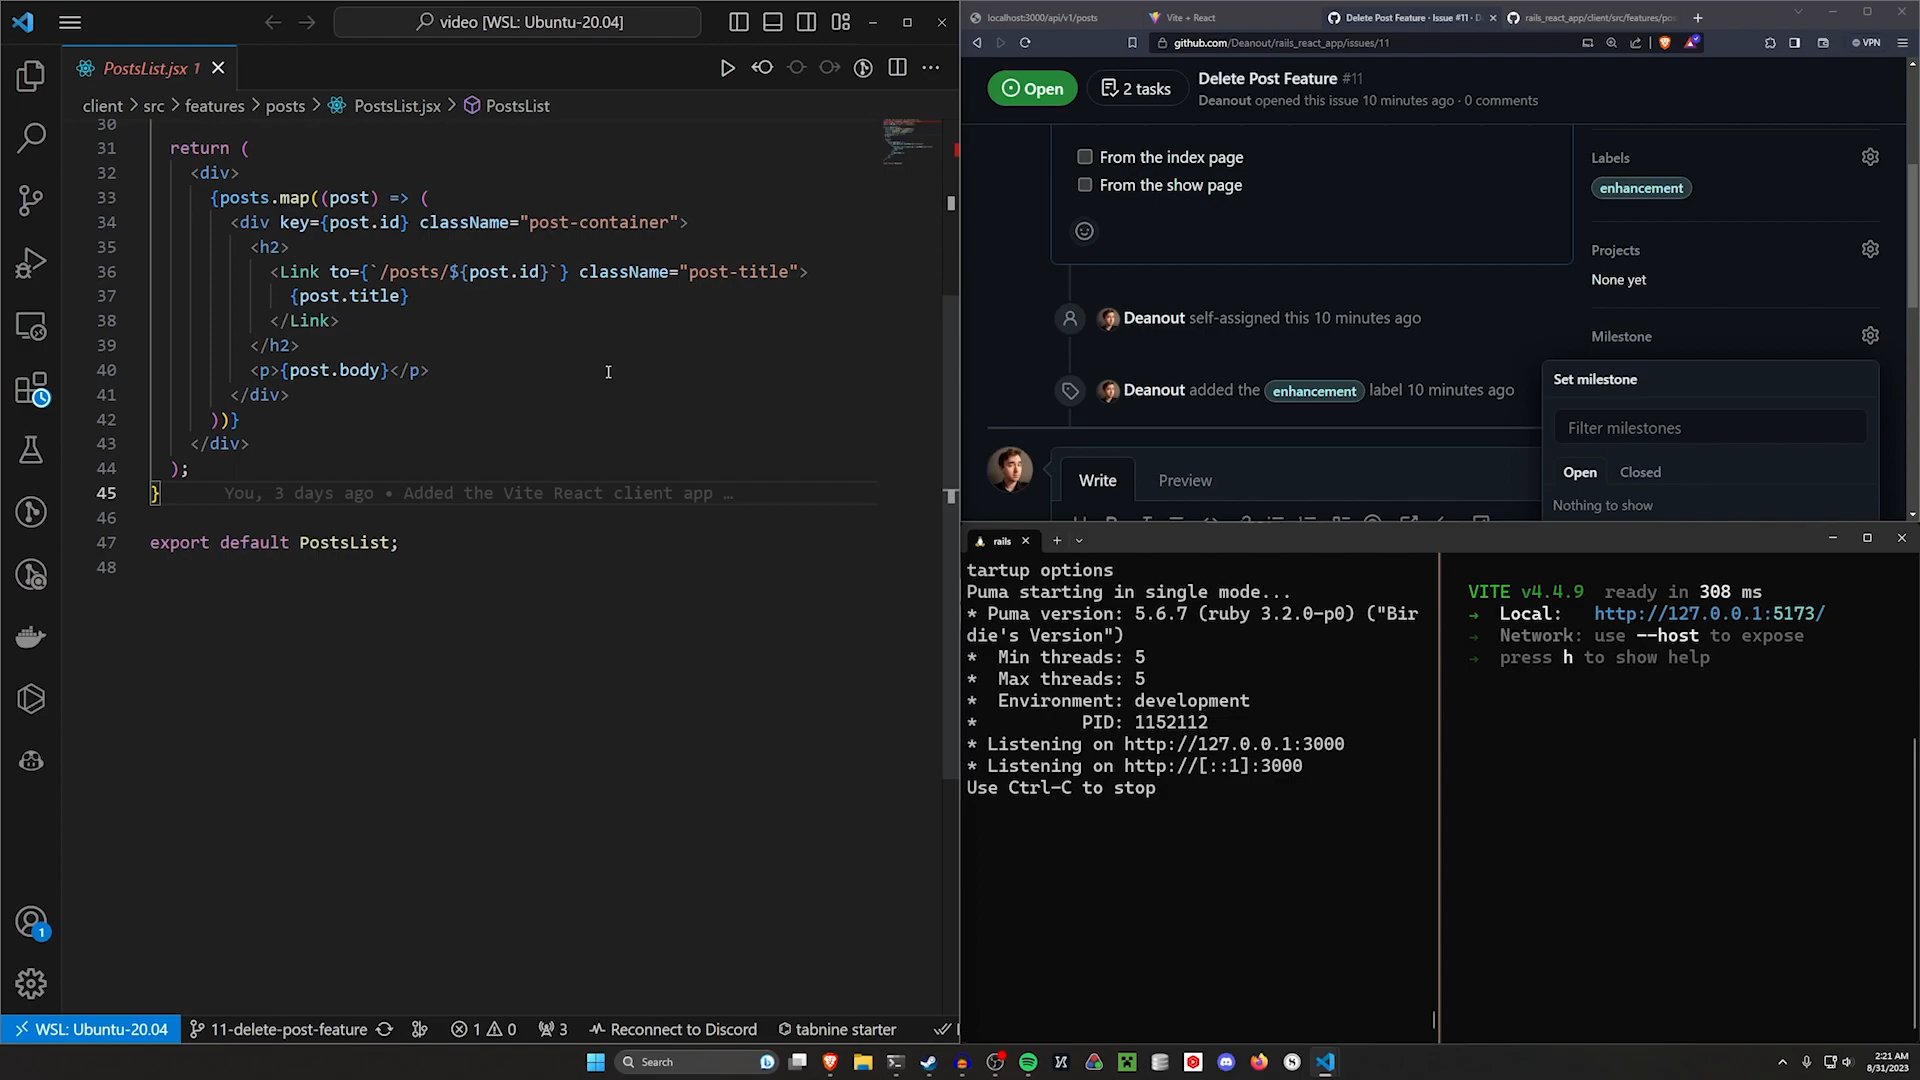 video [WSL: Ubuntu-20.04]
PostsList.jsx 1
client > src > features > posts > PostsList.jsx > PostsList
30
31 return (
32 <div>
33 {posts.map((post) => (
34 <div key={post.id} className="post-container">
35 <h2>
36 <Link to={`/posts/${post.id}`} className="post-title">
37 {post.title}
38 </Link>
39 </h2>
40 <p>{post.body}</p>
41 </div>
42 ))}
43 </div>
44 );
45 } You, 3 days ago • Added the Vite React client app …
46
47 export default PostsList;
48
1
WSL: Ubuntu-20.04 11-delete-post-feature 1 0 3 Reconnect to Discord tabnine starter
localhost:3000/api/v1/posts
Vite + React
Delete Post Feature · Issue #11 · D
rails_react_app/client/src/features/pos
github.com/Deanout/rails_react_app/issues/11
VPN
Open
2 tasks
Delete Post Feature #11
Deanout opened this issue 10 minutes ago · 0 comments
From the index page
From the show page
Deanout self-assigned this 10 minutes ago
Deanout added the enhancement label 10 minutes ago
Write
Preview
Labels
enhancement
Projects
None yet
Milestone
Set milestone
Filter milestones
Open
Closed
Nothing to show
rails
tartup options
Puma starting in single mode...
* Puma version: 5.6.7 (ruby 3.2.0-p0) ("Bir
die's Version")
* Min threads: 5
* Max threads: 5
* Environment: development
* PID: 1152112
* Listening on http://127.0.0.1:3000
* Listening on http://[::1]:3000
Use Ctrl-C to stop
VITE v4.4.9 ready in 308 ms
➜ Local: http://127.0.0.1:5173/
➜ Network: use --host to expose
➜ press h to show help
Search
2:21 AM
8/31/2023